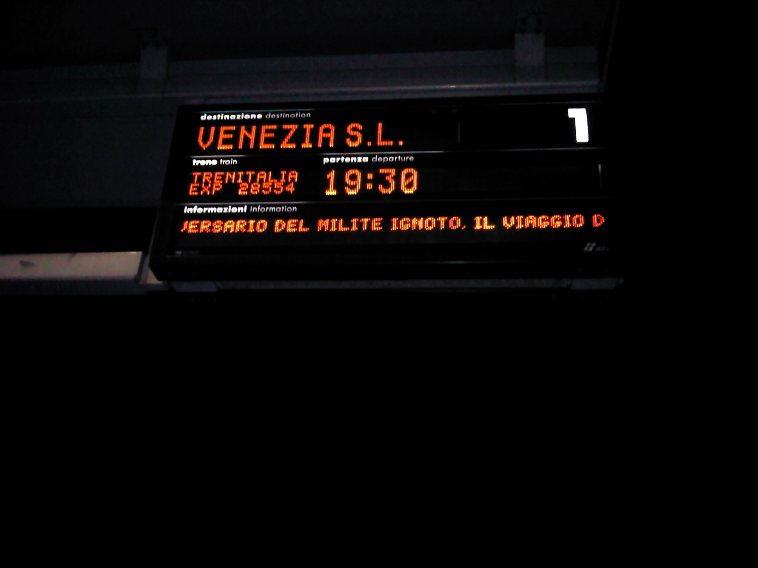 destinazione destination
VENEZIA S.L.
1
treno train
partenza departure
TRENITALIA
EXP 28554
19:30
informazioni information
VERSARIO DEL MILITE IGNOTO. IL VIAGGIO D